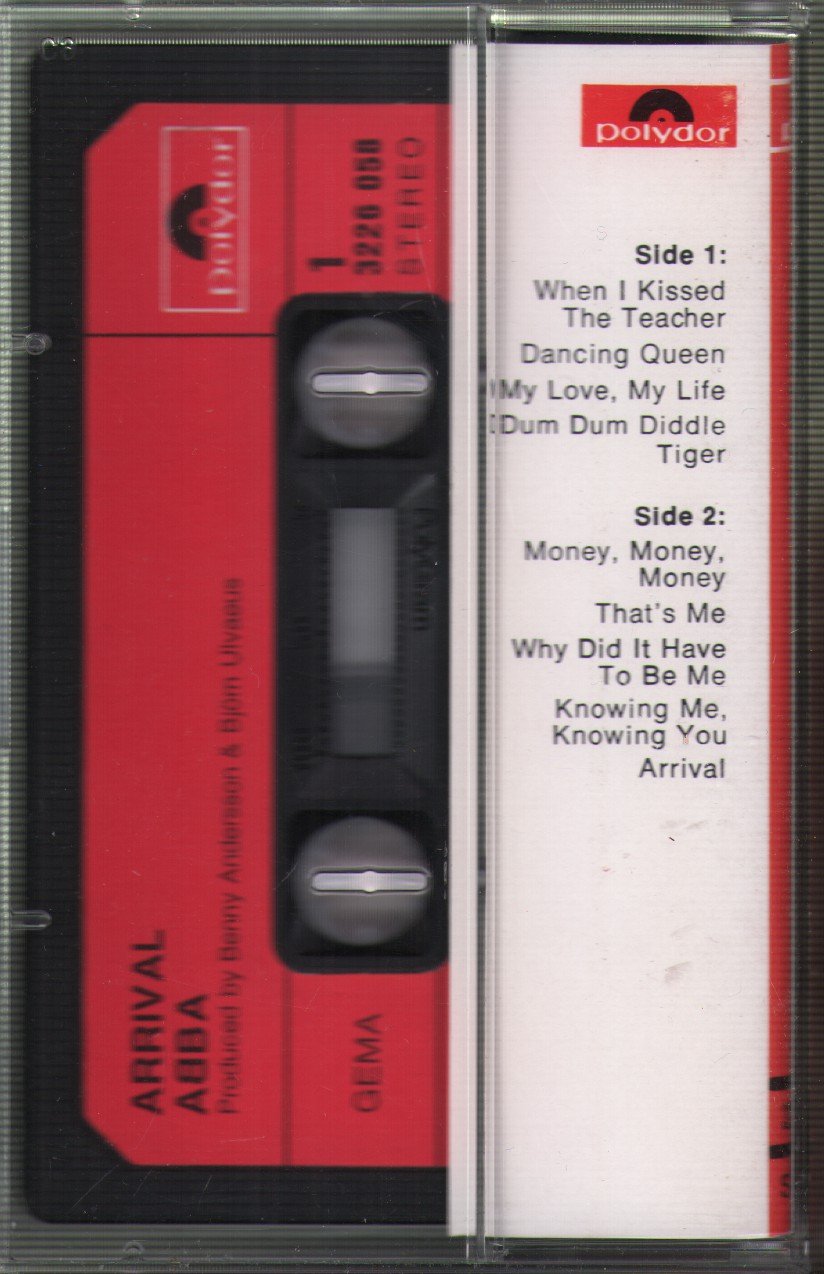 polydor
1
3226 058
STEREO
ARRIVAL
ABBA
Produced by Benny Andersson & Björn Ulvaeus
GEMA
polydor
Side 1:
When I Kissed
The Teacher
Dancing Queen
My Love, My Life
Dum Dum Diddle
Tiger
Side 2:
Money, Money,
Money
That's Me
Why Did It Have
To Be Me
Knowing Me,
Knowing You
Arrival